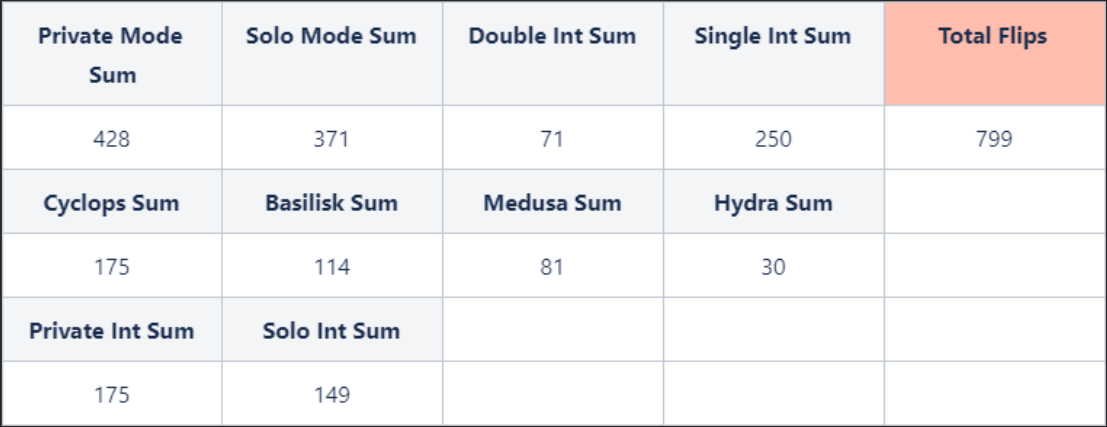 Private Mode Solo Mode Sum Double Int Sum Single Int Sum Total Flips
Sum
428 371 71 250 799
Cyclops Sum Basilisk Sum Medusa Sum Hydra Sum
175 114 81 30
Private Int Sum Solo Int Sum
175 149